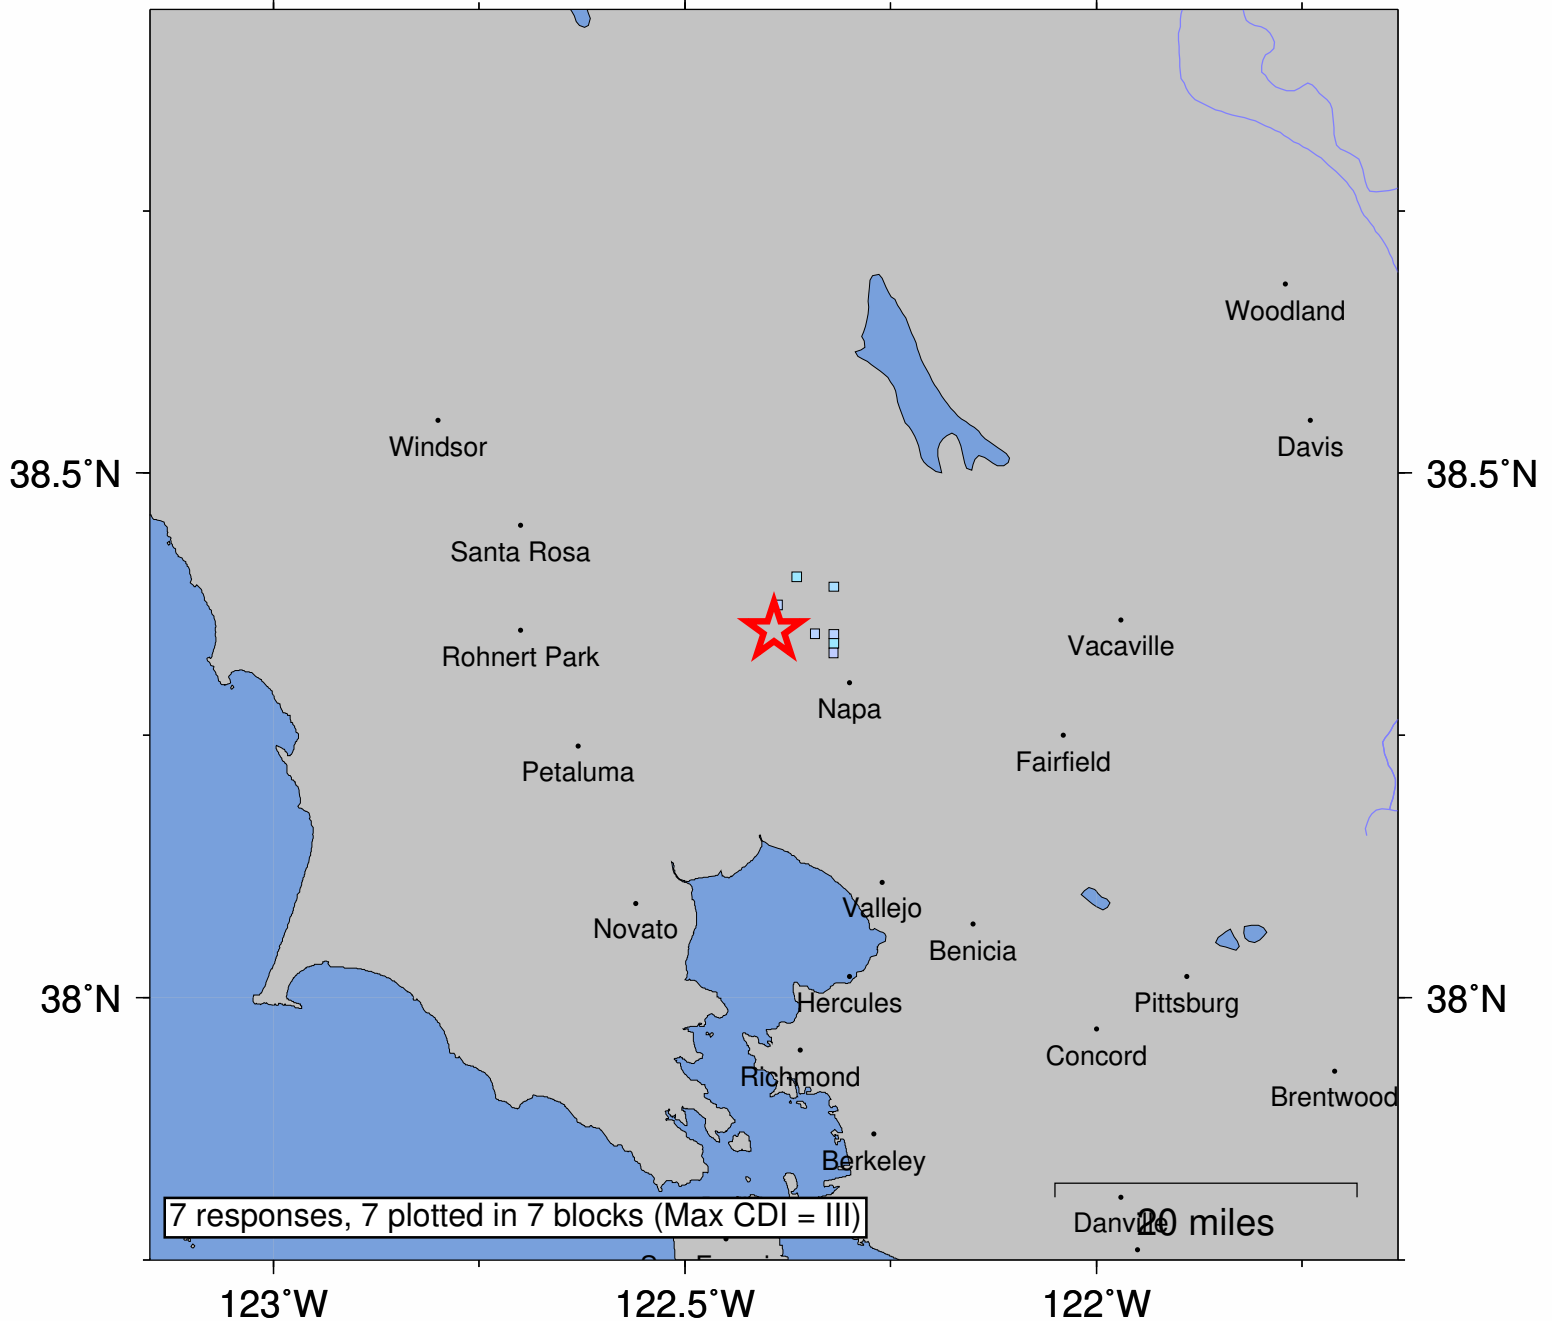 Woodland
Windsor
Davis
38.5°N
38.5°N
Santa Rosa
Rohnert Park
Vacaville
Napa
Petaluma
Fairfield
Vallejo
Novato
Benicia
38°N
Hercules
Pittsburg
38°N
Concord
Richmond
Brentwood
Berkeley
7 responses, 7 plotted in 7 blocks (Max CDI = III)
Danville
20 miles
123°W
122.5°W
122°W